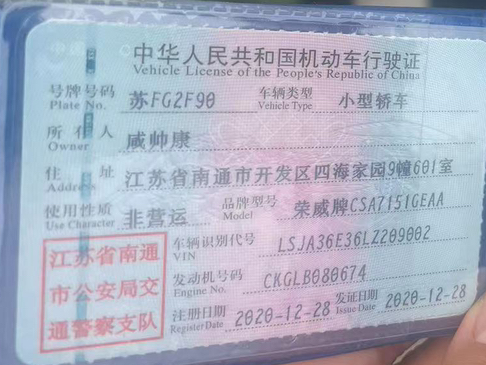 中华人民共和国机动车行驶证
Vehicle License of the People's Republic of China
号牌号码 苏FG2F90 车辆类型 小型轿车
Plate No. Vehicle Type
所有人 咸帅康
Owner
住址 江苏省南通市开发区四海家园9幢601室
Address
使用性质 非营运 品牌型号 荣威牌CSA7151GEAA
Use Character Model
江苏省南通
市公安局交
通警察支队
车辆识别代号 LSJA36E36LZ209002
VIN
发动机号码 CKGLB080674
Engine No.
注册日期 2020-12-28 发证日期 2020-12-28
Register Date Issue Date